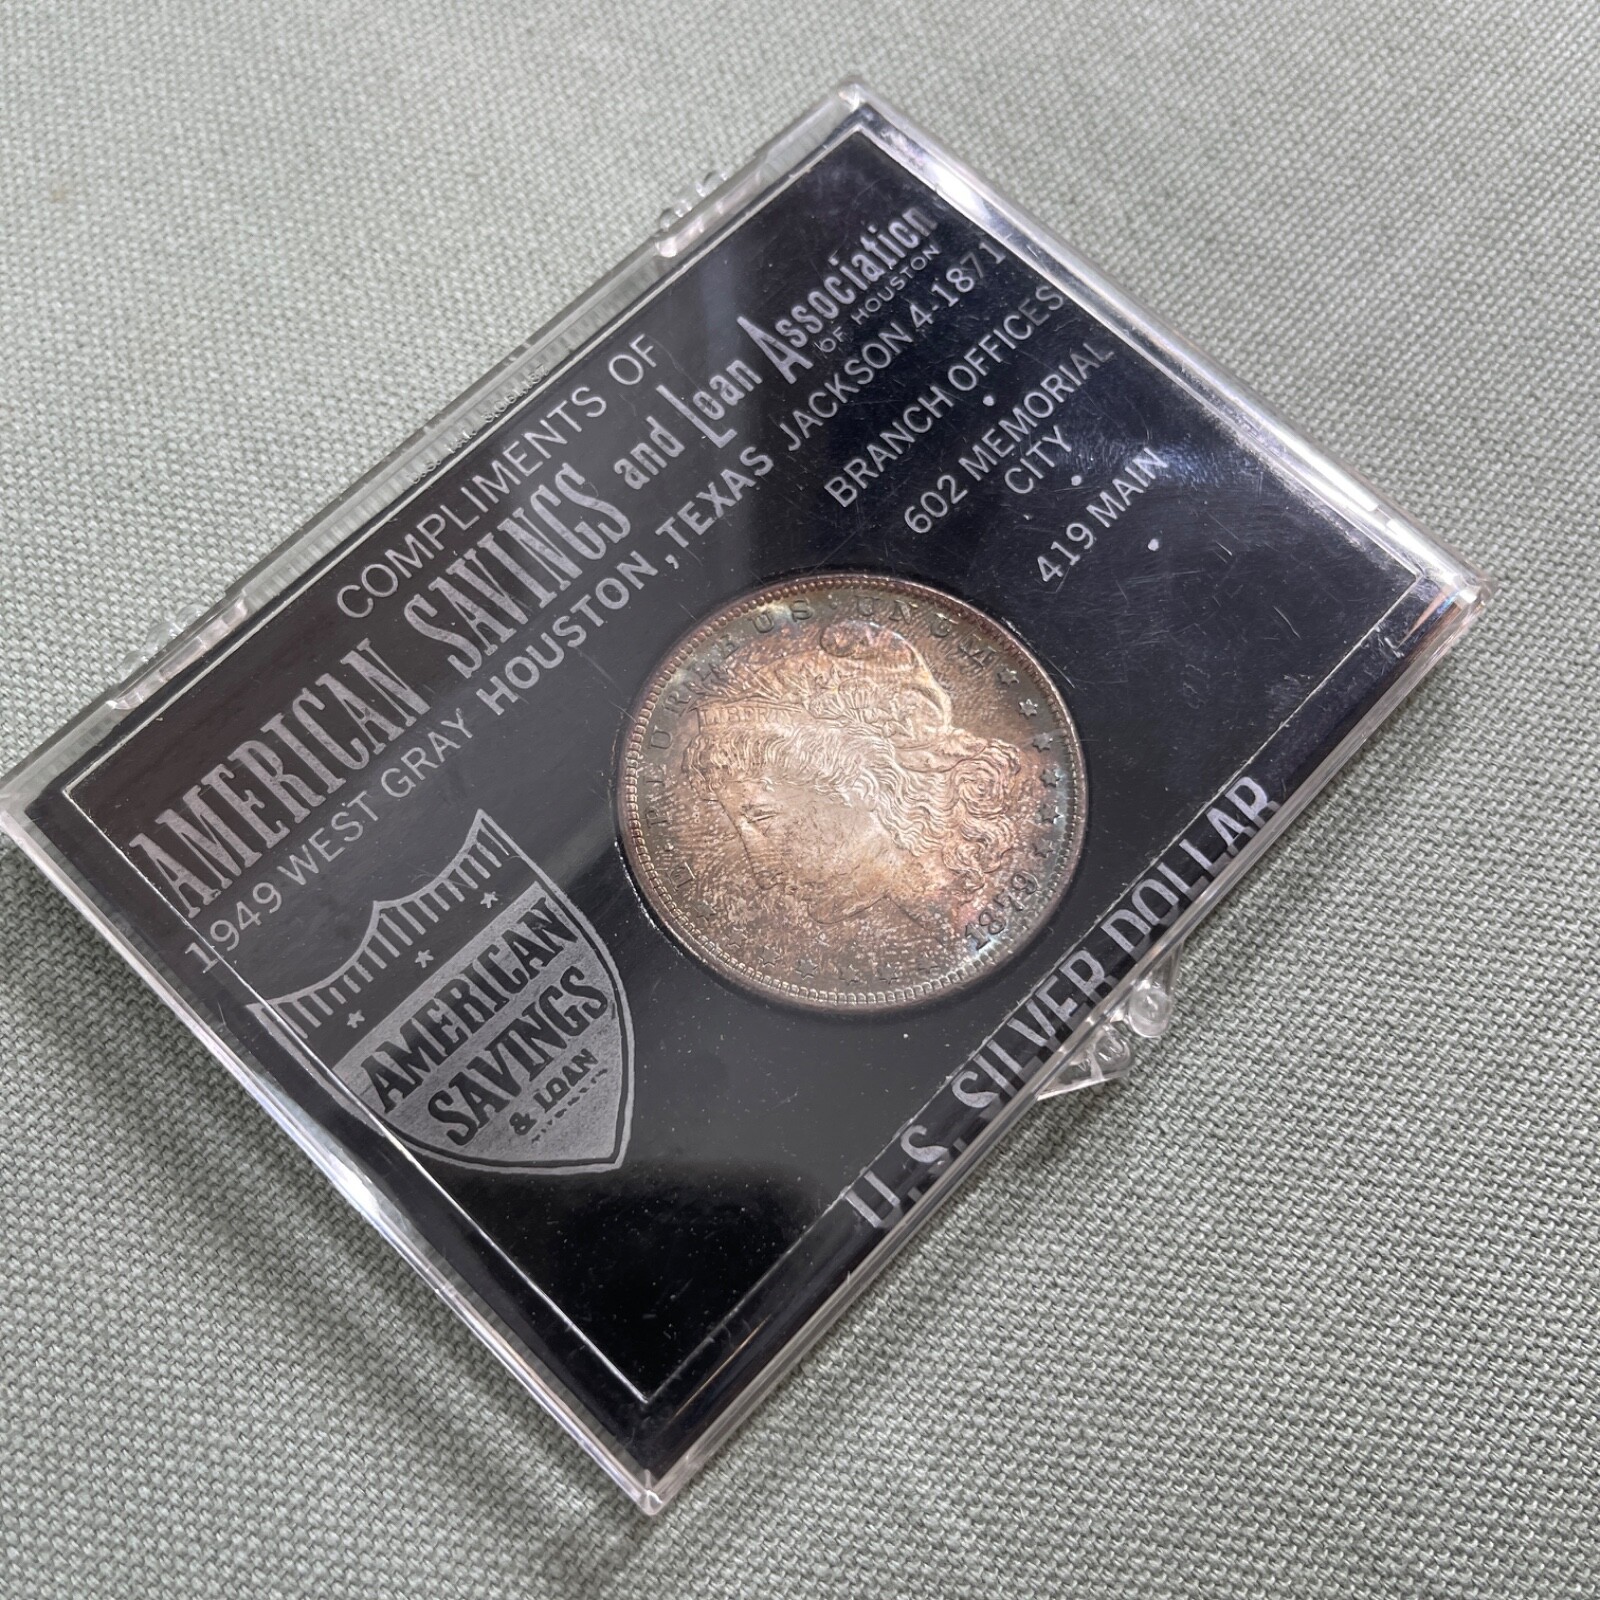 COMPLIMENTS OF
AMERICAN SAVINGS and Loan Association
OF HOUSTON
1949 WEST GRAY HOUSTON, TEXAS JACKSON 4-1871
BRANCH OFFICES
602 MEMORIAL
CITY
419 MAIN
AMERICAN
SAVINGS
& LOAN
E·PLURIBUS·UNUM
LIBERTY
1879
U.S. SILVER DOLLAR